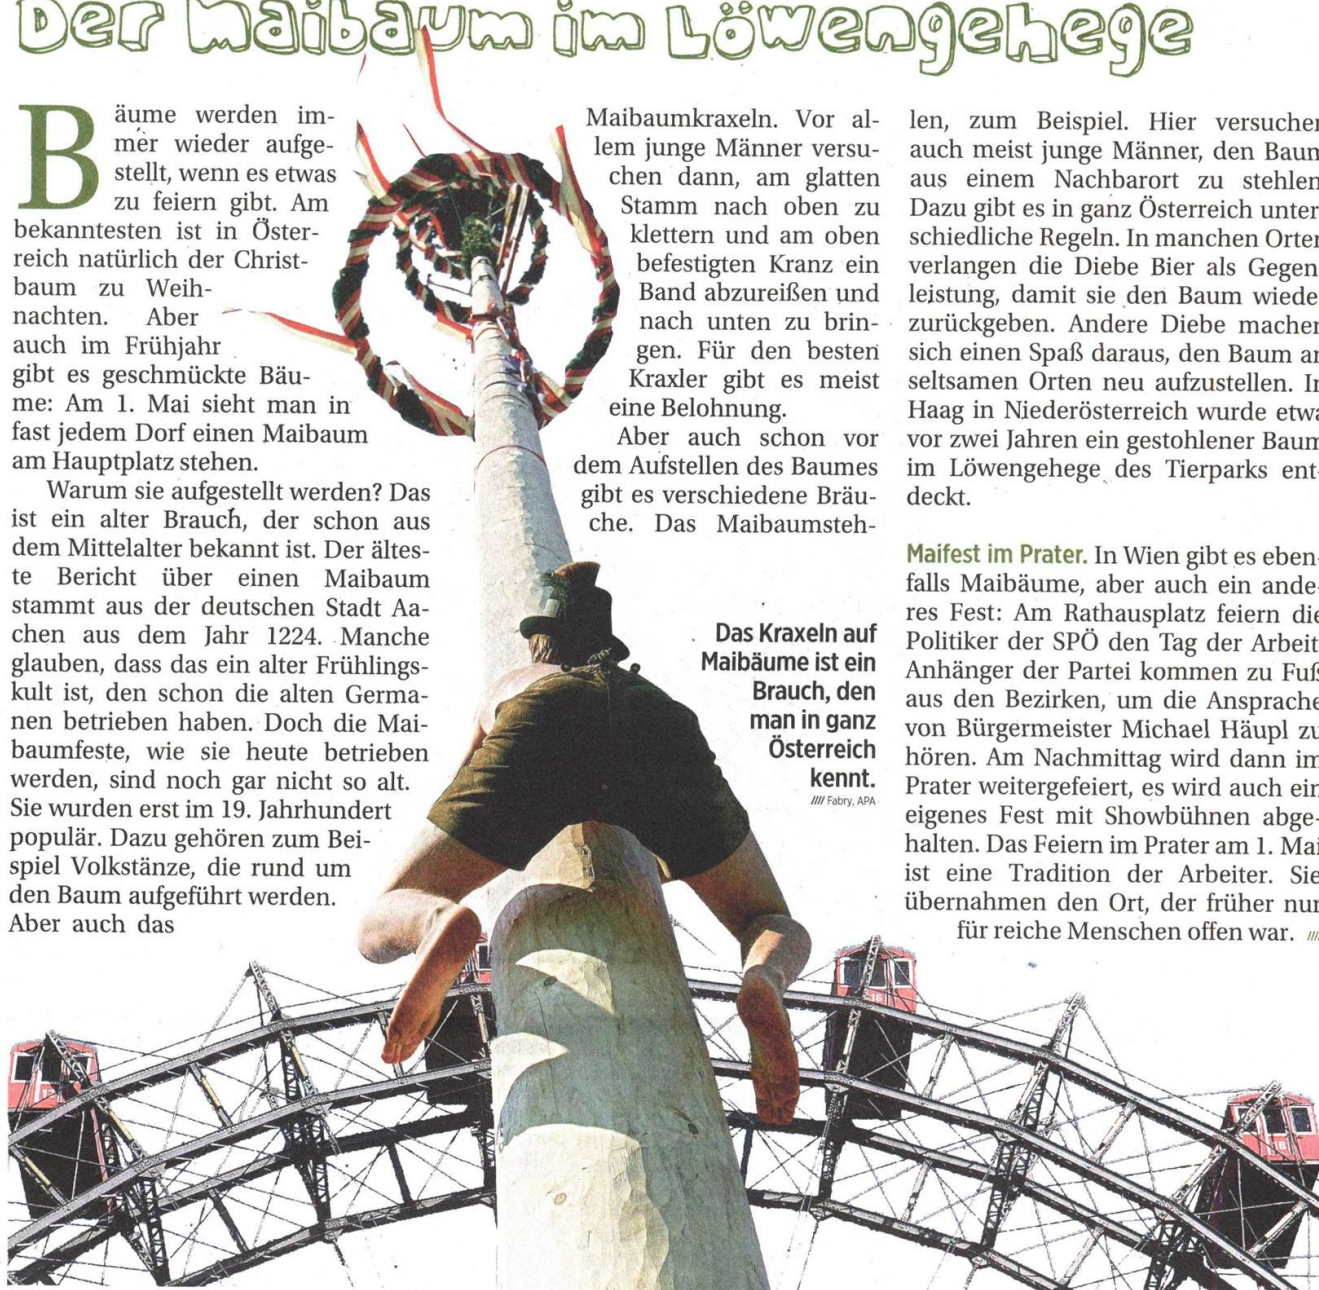 Der Maibaum im Löwengehege
Bäume werden im-
mer wieder aufge-
stellt, wenn es etwas
zu feiern gibt. Am
bekanntesten ist in Öster-
reich natürlich der Christ-
baum zu Weih-
nachten. Aber
auch im Frühjahr
gibt es geschmückte Bäu-
me: Am 1. Mai sieht man in
fast jedem Dorf einen Maibaum
am Hauptplatz stehen.
Warum sie aufgestellt werden? Das
ist ein alter Brauch, der schon aus
dem Mittelalter bekannt ist. Der ältes-
te Bericht über einen Maibaum
stammt aus der deutschen Stadt Aa-
chen aus dem Jahr 1224. Manche
glauben, dass das ein alter Frühlings-
kult ist, den schon die alten Germa-
nen betrieben haben. Doch die Mai-
baumfeste, wie sie heute betrieben
werden, sind noch gar nicht so alt.
Sie wurden erst im 19. Jahrhundert
populär. Dazu gehören zum Bei-
spiel Volkstänze, die rund um
den Baum aufgeführt werden.
Aber auch das
Maibaumkraxeln. Vor al-
lem junge Männer versu-
chen dann, am glatten
Stamm nach oben zu
klettern und am oben
befestigten Kranz ein
Band abzureißen und
nach unten zu brin-
gen. Für den besten
Kraxler gibt es meist
eine Belohnung.
Aber auch schon vor
dem Aufstellen des Baumes
gibt es verschiedene Bräu-
che. Das Maibaumsteh-
len, zum Beispiel. Hier versuchen
auch meist junge Männer, den Baum
aus einem Nachbarort zu stehlen
Dazu gibt es in ganz Österreich unter
schiedliche Regeln. In manchen Orten
verlangen die Diebe Bier als Gegen
leistung, damit sie den Baum wieder
zurückgeben. Andere Diebe machen
sich einen Spaß daraus, den Baum an
seltsamen Orten neu aufzustellen. In
Haag in Niederösterreich wurde etwa
vor zwei Jahren ein gestohlener Baum
im Löwengehege des Tierparks ent-
deckt.
Maifest im Prater. In Wien gibt es eben-
falls Maibäume, aber auch ein ande-
res Fest: Am Rathausplatz feiern die
Politiker der SPÖ den Tag der Arbeit
Anhänger der Partei kommen zu Fuß
aus den Bezirken, um die Ansprache
von Bürgermeister Michael Häupl zu
hören. Am Nachmittag wird dann im
Prater weitergefeiert, es wird auch ein
eigenes Fest mit Showbühnen abge-
halten. Das Feiern im Prater am 1. Mai
ist eine Tradition der Arbeiter. Sie
übernahmen den Ort, der früher nur
für reiche Menschen offen war. ////
Das Kraxeln auf
Maibäume ist ein
Brauch, den
man in ganz
Österreich
kennt.
//// Fabry, APA
16